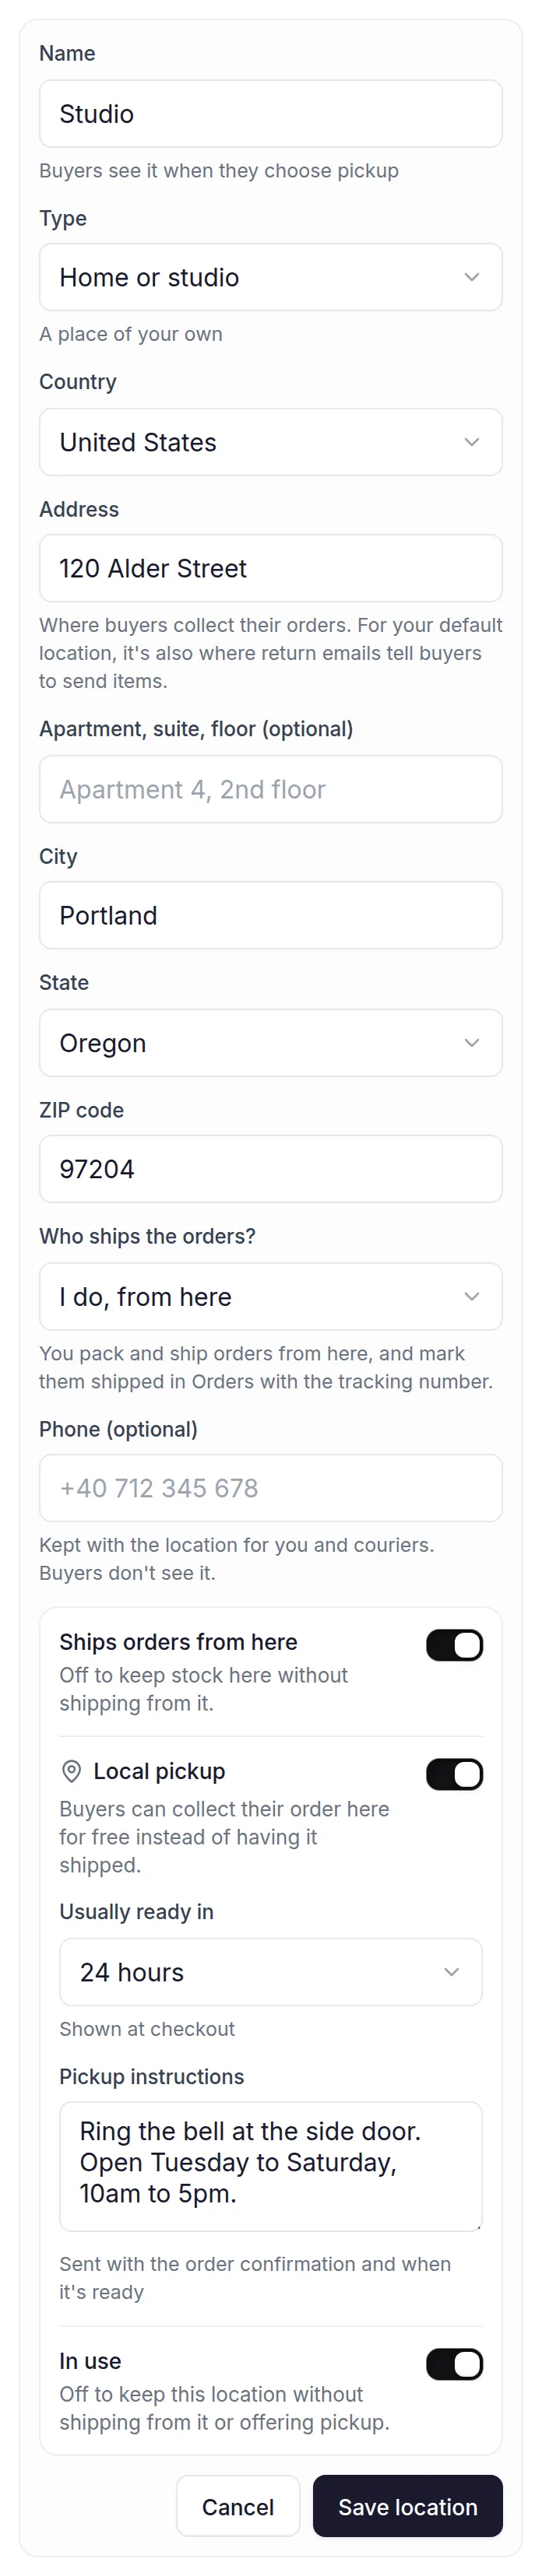 Name
Studio
Buyers see it when they choose pickup
Type
Home or studio
A place of your own
Country
United States
Address
120 Alder Street
Where buyers collect their orders. For your default
location, it's also where return emails tell buyers
to send items.
Apartment, suite, floor (optional)
Apartment 4, 2nd floor
City
Portland
State
Oregon
ZIP code
97204
Who ships the orders?
I do, from here
You pack and ship orders from here, and mark
them shipped in Orders with the tracking number.
Phone (optional)
+40 712 345 678
Kept with the location for you and couriers.
Buyers don't see it.
Ships orders from here
Off to keep stock here without
shipping from it.
Local pickup
Buyers can collect their order here
for free instead of having it
shipped.
Usually ready in
24 hours
Shown at checkout
Pickup instructions
Ring the bell at the side door.
Open Tuesday to Saturday,
10am to 5pm.
Sent with the order confirmation and when
it's ready
In use
Off to keep this location without
shipping from it or offering pickup.
Cancel
Save location